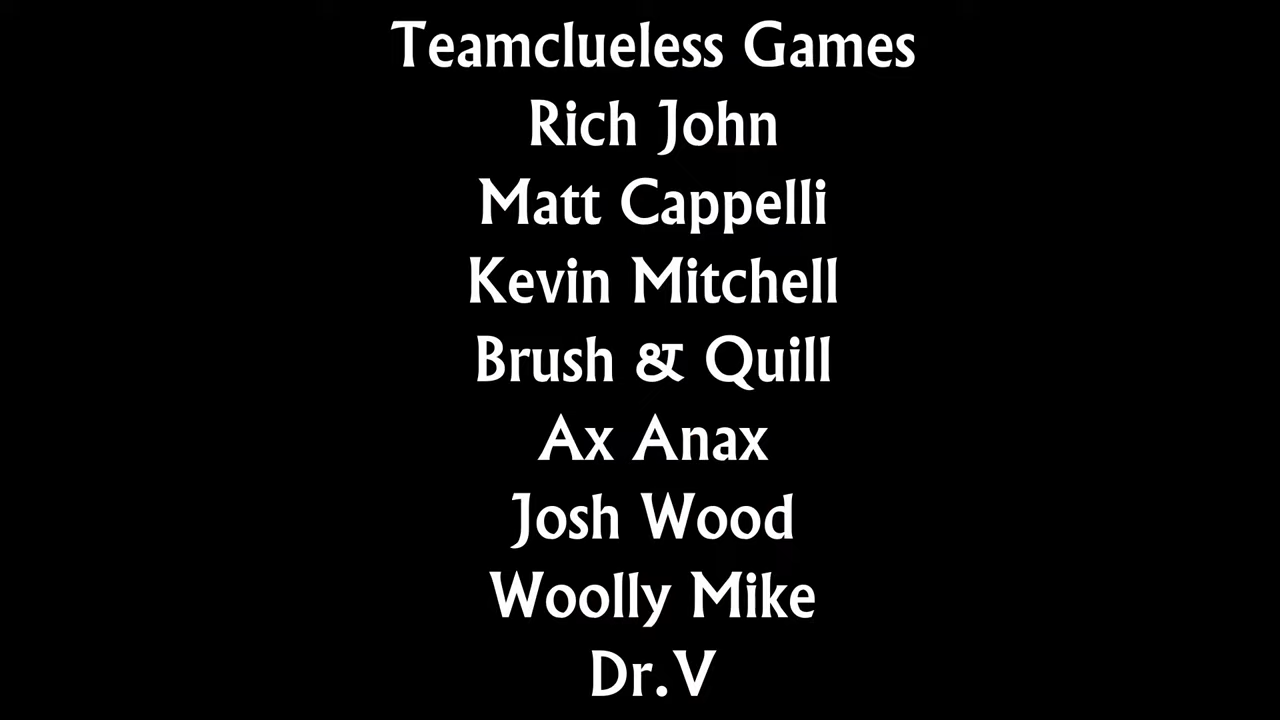 Teamclueless Games
Rich John
Matt Cappelli
Kevin Mitchell
Brush & Quill
Ax Anax
Josh Wood
Woolly Mike
Dr.V